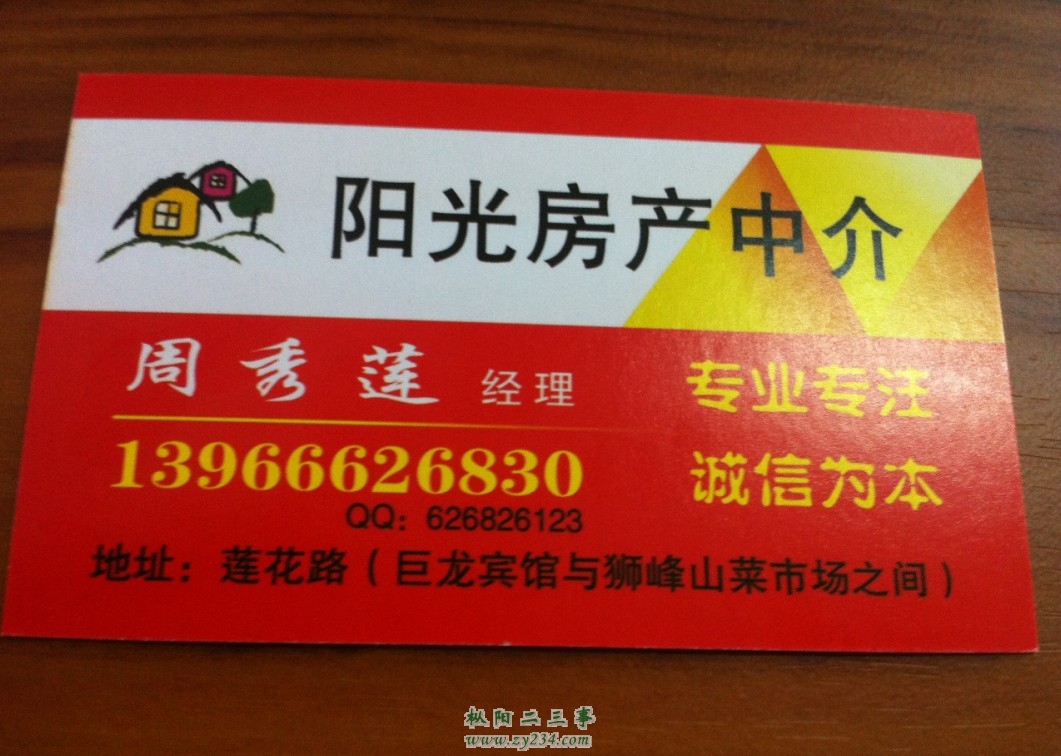 阳光房产中介
周秀莲 经理
专业专注
13966626830
诚信为本
QQ：626826123
地址：莲花路（巨龙宾馆与狮峰山菜市场之间）
枞阳二三事
www.zy234.com